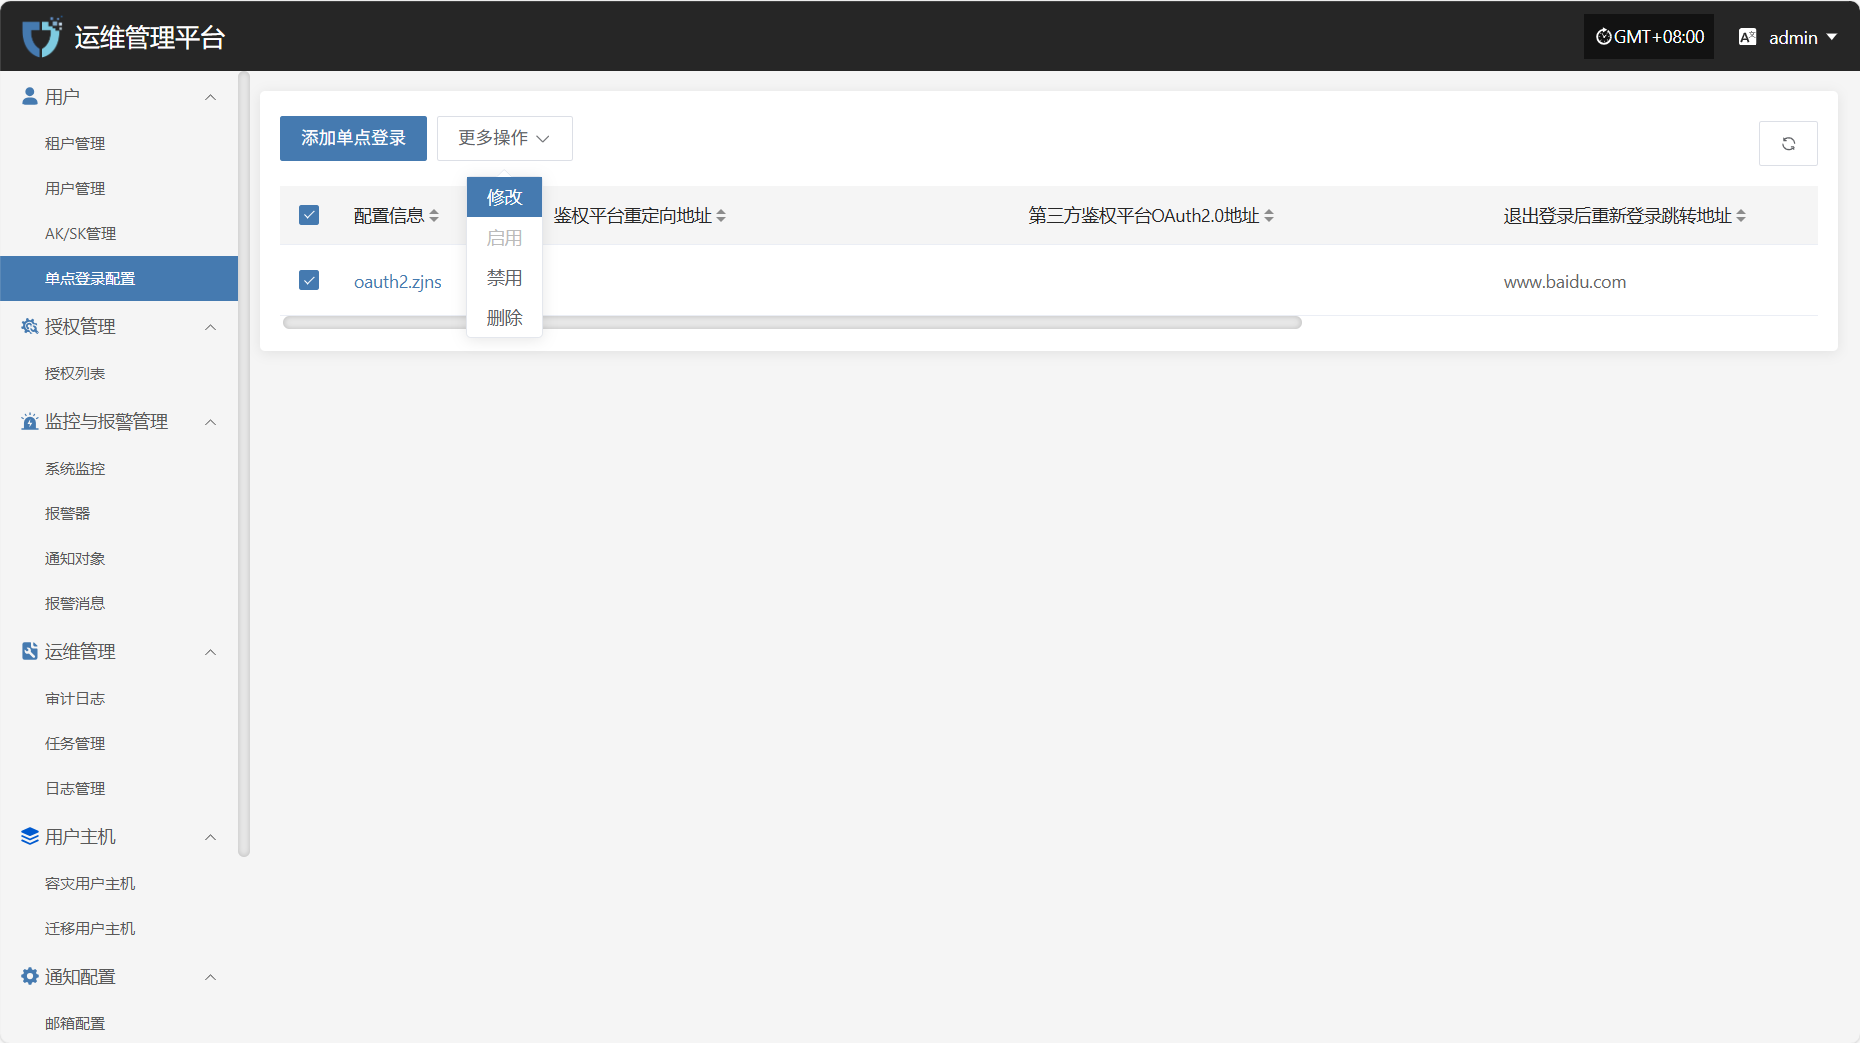 运维管理平台
GMT+08:00
admin
用户
租户管理
用户管理
AK/SK管理
单点登录配置
授权管理
授权列表
监控与报警管理
系统监控
报警器
通知对象
报警消息
运维管理
审计日志
任务管理
日志管理
用户主机
容灾用户主机
迁移用户主机
通知配置
邮箱配置
添加单点登录
更多操作
修改
启用
禁用
删除
配置信息
鉴权平台重定向地址
第三方鉴权平台OAuth2.0地址
退出登录后重新登录跳转地址
oauth2.zjns
www.baidu.com